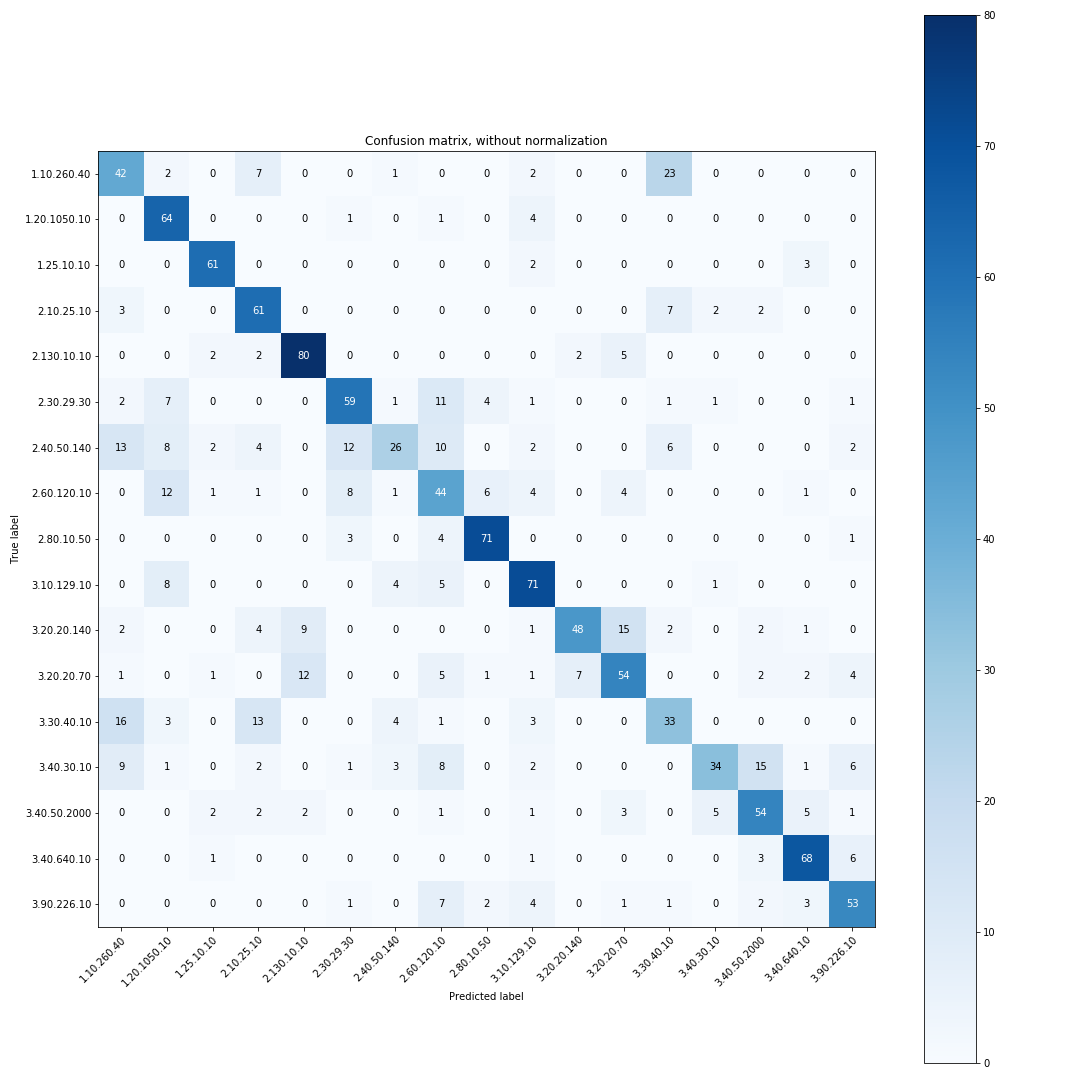 Confusion matrix, without normalization
80
70
60
50
40
30
20
10
0
True label
1.10.260.40 42 2 0 7 0 0 1 0 0 2 0 0 23 0 0 0 0
1.20.1050.10 0 64 0 0 0 1 0 1 0 4 0 0 0 0 0 0 0
1.25.10.10 0 0 61 0 0 0 0 0 0 2 0 0 0 0 0 3 0
2.10.25.10 3 0 0 61 0 0 0 0 0 0 0 0 7 2 2 0 0
2.130.10.10 0 0 2 2 80 0 0 0 0 0 2 5 0 0 0 0 0
2.30.29.30 2 7 0 0 0 59 1 11 4 1 0 0 1 1 0 0 1
2.40.50.140 13 8 2 4 0 12 26 10 0 2 0 0 6 0 0 0 2
2.60.120.10 0 12 1 1 0 8 1 44 6 4 0 4 0 0 0 1 0
2.80.10.50 0 0 0 0 0 3 0 4 71 0 0 0 0 0 0 0 1
3.10.129.10 0 8 0 0 0 0 4 5 0 71 0 0 0 1 0 0 0
3.20.20.140 2 0 0 4 9 0 0 0 0 1 48 15 2 0 2 1 0
3.20.20.70 1 0 1 0 12 0 0 5 1 1 7 54 0 0 2 2 4
3.30.40.10 16 3 0 13 0 0 4 1 0 3 0 0 33 0 0 0 0
3.40.30.10 9 1 0 2 0 1 3 8 0 2 0 0 0 34 15 1 6
3.40.50.2000 0 0 2 2 2 0 0 1 0 1 0 3 0 5 54 5 1
3.40.640.10 0 0 1 0 0 0 0 0 0 1 0 0 0 0 3 68 6
3.90.226.10 0 0 0 0 0 1 0 7 2 4 0 1 1 0 2 3 53
1.10.260.40 1.20.1050.10 1.25.10.10 2.10.25.10 2.130.10.10 2.30.29.30 2.40.50.140 2.60.120.10 2.80.10.50 3.10.129.10 3.20.20.140 3.20.20.70 3.30.40.10 3.40.30.10 3.40.50.2000 3.40.640.10 3.90.226.10
Predicted label